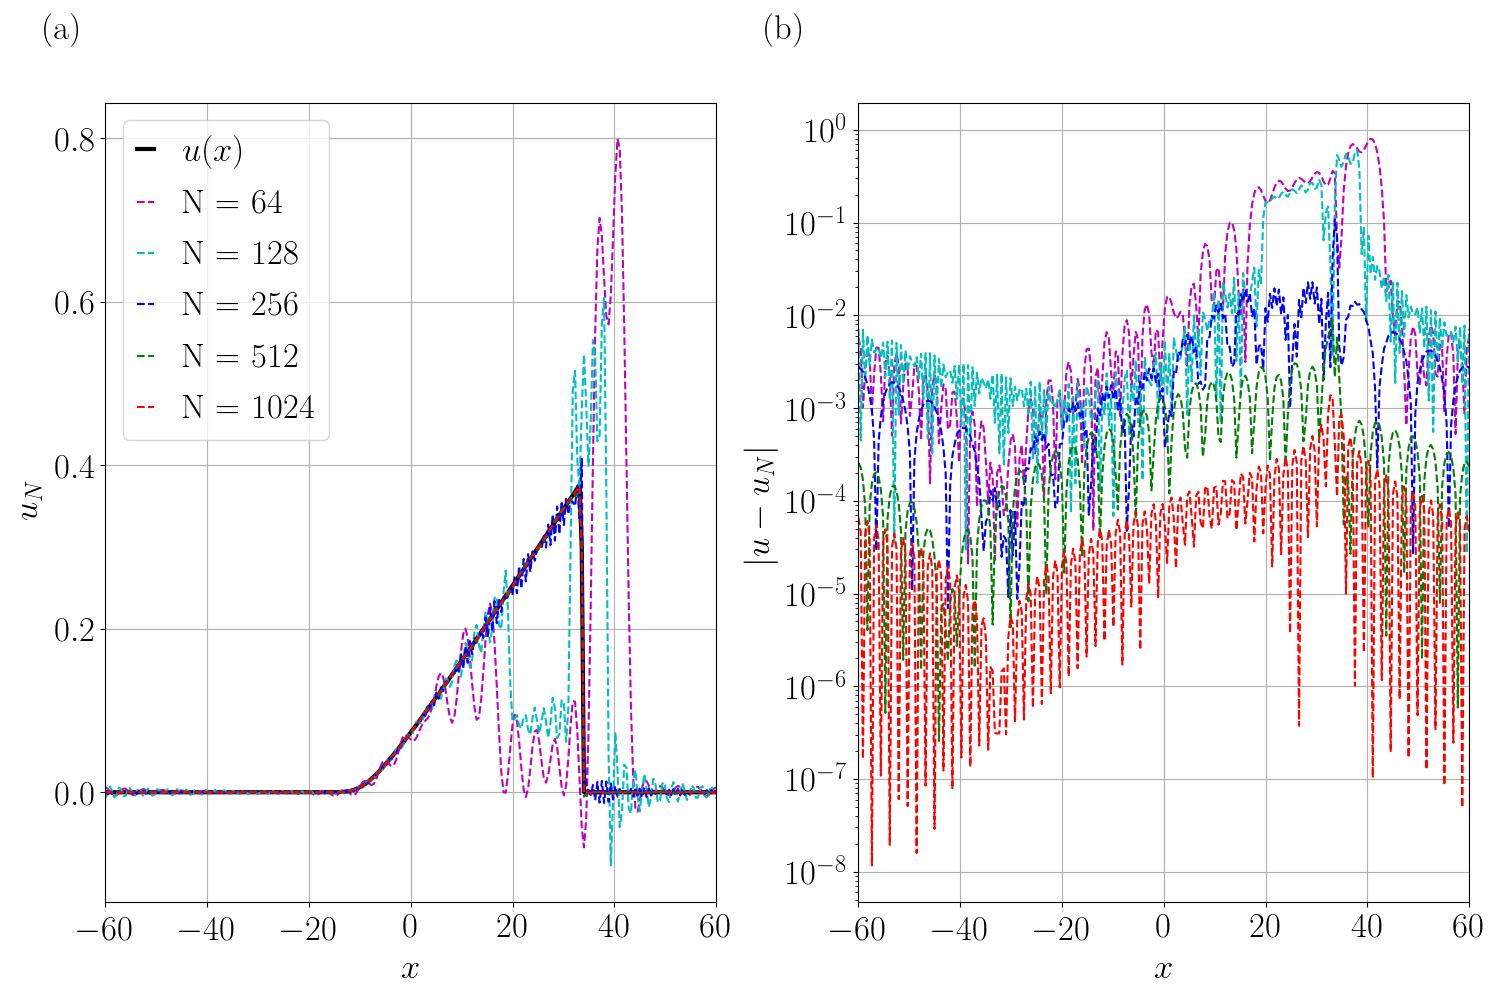 (a)
(b)
0.8
0.6
0.4
0.2
0.0
u_N
u(x)
N = 64
N = 128
N = 256
N = 512
N = 1024
−60
−40
−20
0
20
40
60
x
10^0
10^{-1}
10^{-2}
10^{-3}
10^{-4}
10^{-5}
10^{-6}
10^{-7}
10^{-8}
|u − u_N|
−60
−40
−20
0
20
40
60
x